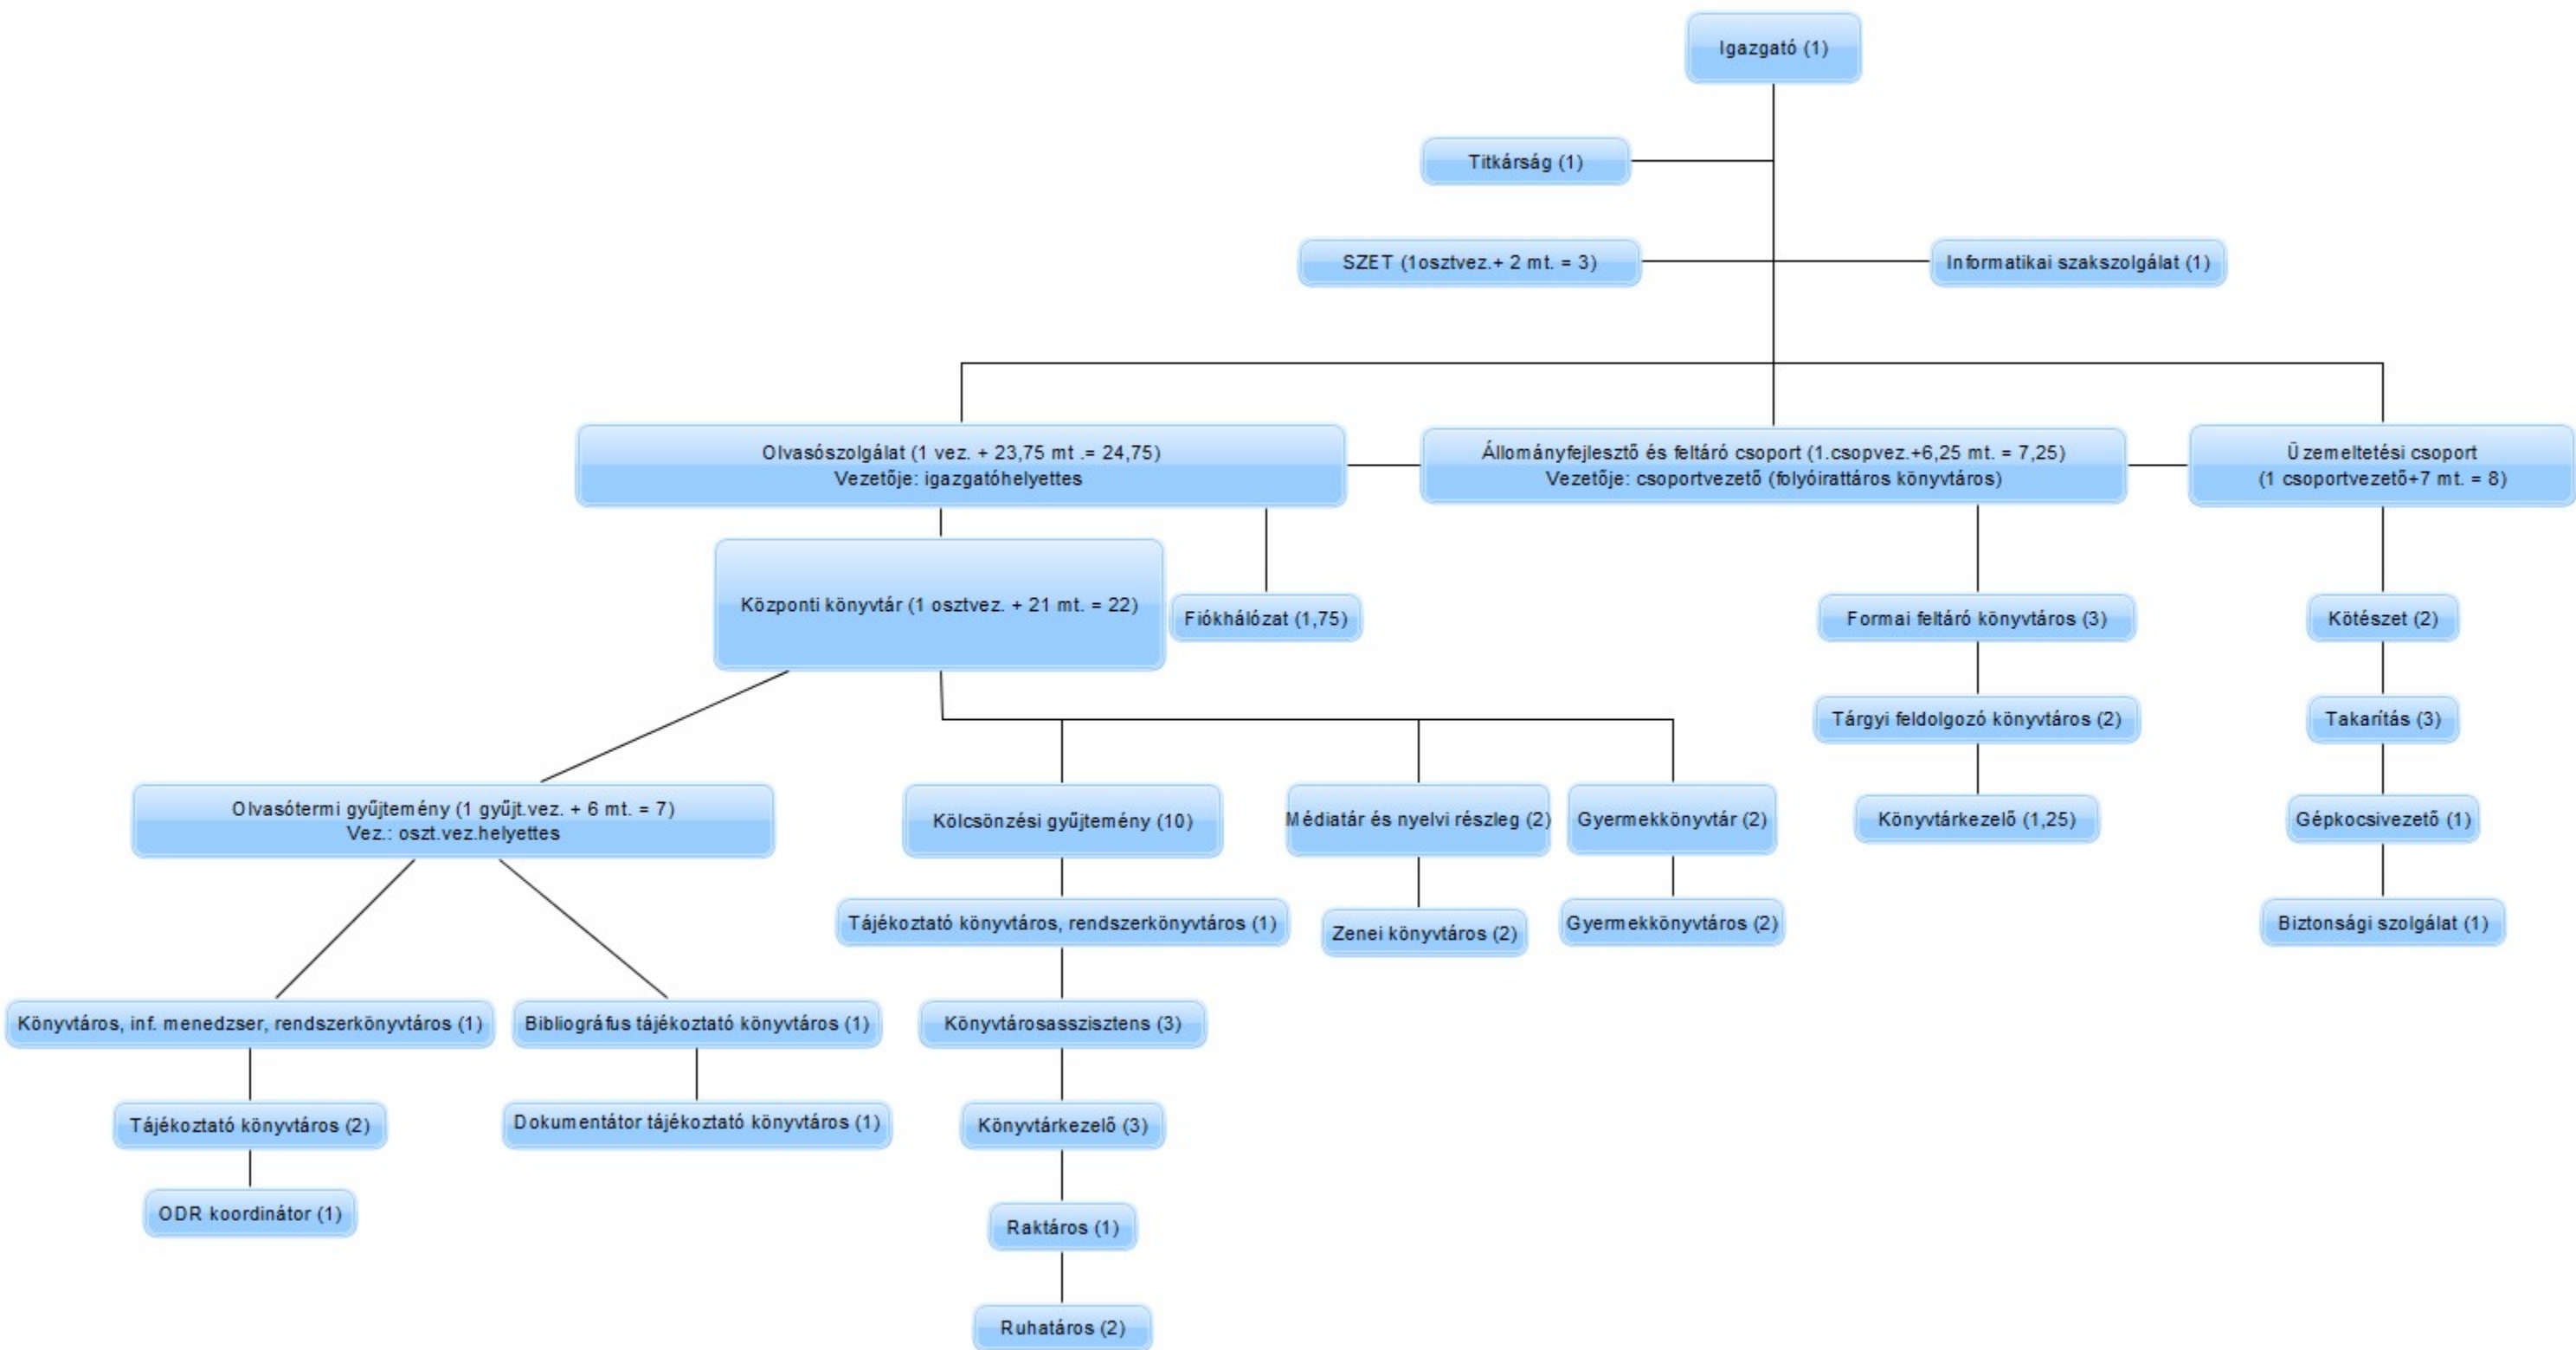 Igazgató (1)
Titkárság (1)
SZET (1osztvez.+ 2 mt. = 3)
Informatikai szakszolgálat (1)
Olvasószolgálat (1 vez. + 23,75 mt .= 24,75)
Vezetője: igazgatóhelyettes
Állományfejlesztő és feltáró csoport (1.csopvez.+6,25 mt. = 7,25)
Vezetője: csoportvezető (folyóirattáros könyvtáros)
Üzemeltetési csoport
(1 csoportvezető+7 mt. = 8)
Központi könyvtár (1 osztvez. + 21 mt. = 22)
Fiókhálózat (1,75)
Formai feltáró könyvtáros (3)
Kötészet (2)
Tárgyi feldolgozó könyvtáros (2)
Takarítás (3)
Olvasótermi gyűjtemény (1 gyűjt.vez. + 6 mt. = 7)
Vez.: oszt.vez.helyettes
Kölcsönzési gyűjtemény (10)
Médiatár és nyelvi részleg (2)
Gyermekkönyvtár (2)
Könyvtárkezelő (1,25)
Gépkocsivezető (1)
Tájékoztató könyvtáros, rendszerkönyvtáros (1)
Zenei könyvtáros (2)
Gyermekkönyvtáros (2)
Biztonsági szolgálat (1)
Könyvtáros, inf. menedzser, rendszerkönyvtáros (1)
Bibliográfus tájékoztató könyvtáros (1)
Könyvtárosasszisztens (3)
Tájékoztató könyvtáros (2)
Dokumentátor tájékoztató könyvtáros (1)
Könyvtárkezelő (3)
ODR koordinátor (1)
Raktáros (1)
Ruhatáros (2)